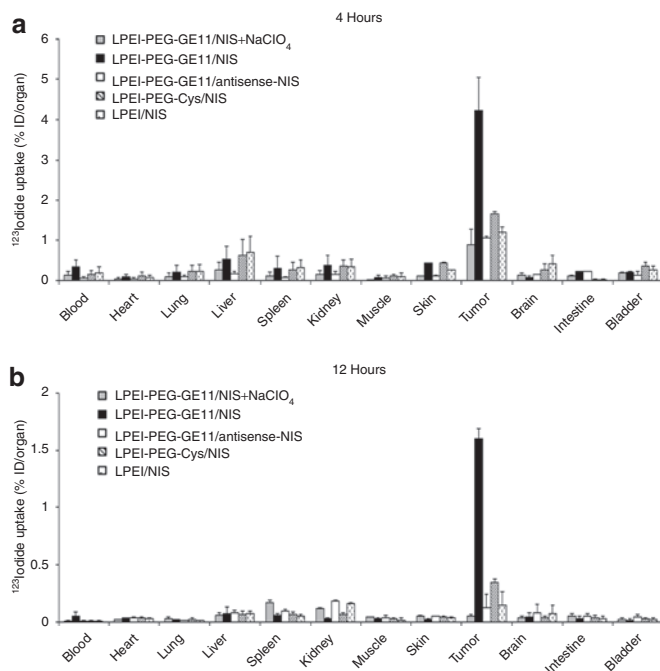 a
4 Hours
¹²³Iodide uptake (% ID/organ)
6
5
4
3
2
1
0
LPEI-PEG-GE11/NIS+NaClO₄
LPEI-PEG-GE11/NIS
LPEI-PEG-GE11/antisense-NIS
LPEI-PEG-Cys/NIS
LPEI/NIS
Blood
Heart
Lung
Liver
Spleen
Kidney
Muscle
Skin
Tumor
Brain
Intestine
Bladder
b
12 Hours
¹²³Iodide uptake (% ID/organ)
2
1.5
1
0.5
0
LPEI-PEG-GE11/NIS+NaClO₄
LPEI-PEG-GE11/NIS
LPEI-PEG-GE11/antisense-NIS
LPEI-PEG-Cys/NIS
LPEI/NIS
Blood
Heart
Lung
Liver
Spleen
Kidney
Muscle
Skin
Tumor
Brain
Intestine
Bladder